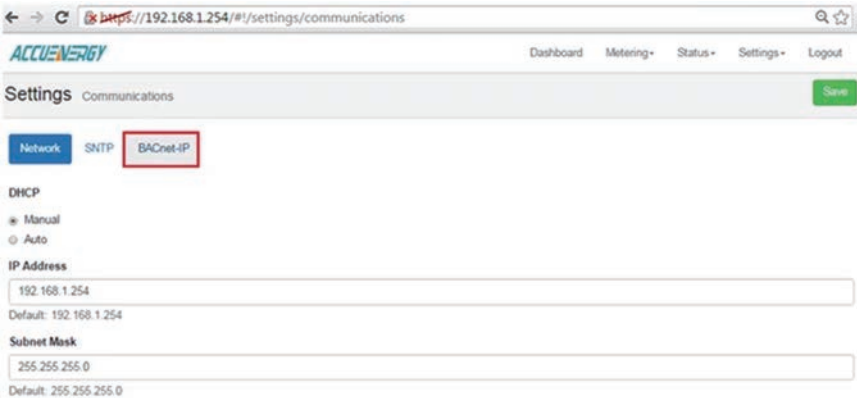 https://192.168.1.254/#!/settings/communications
ACCUENERGY
Dashboard Metering Status Settings Logout
Settings Communications
Save
Network SNTP BACnet-IP
DHCP
Manual
Auto
IP Address
192.168.1.254
Default: 192.168.1.254
Subnet Mask
255.255.255.0
Default: 255.255.255.0